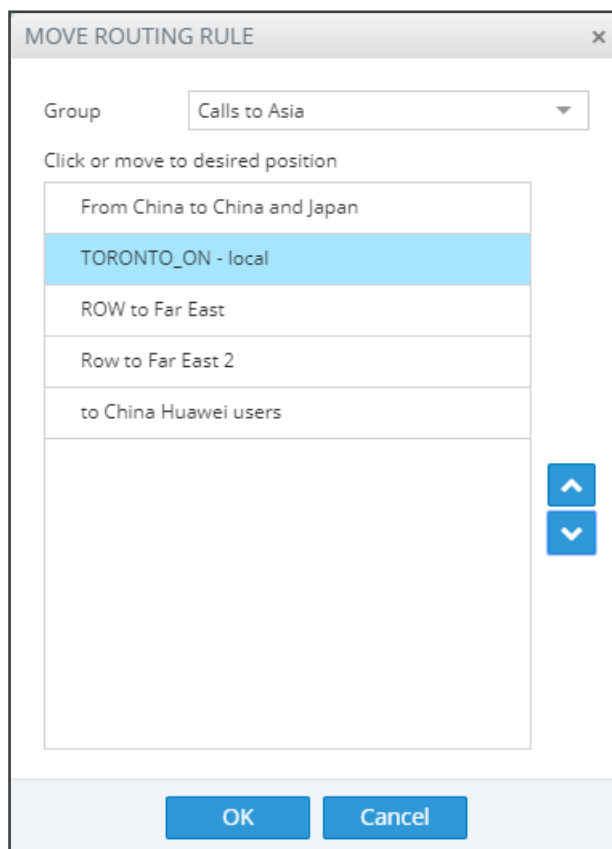 MOVE ROUTING RULE ×
Group Calls to Asia
Click or move to desired position
From China to China and Japan
TORONTO_ON - local
ROW to Far East
Row to Far East 2
to China Huawei users
OK Cancel